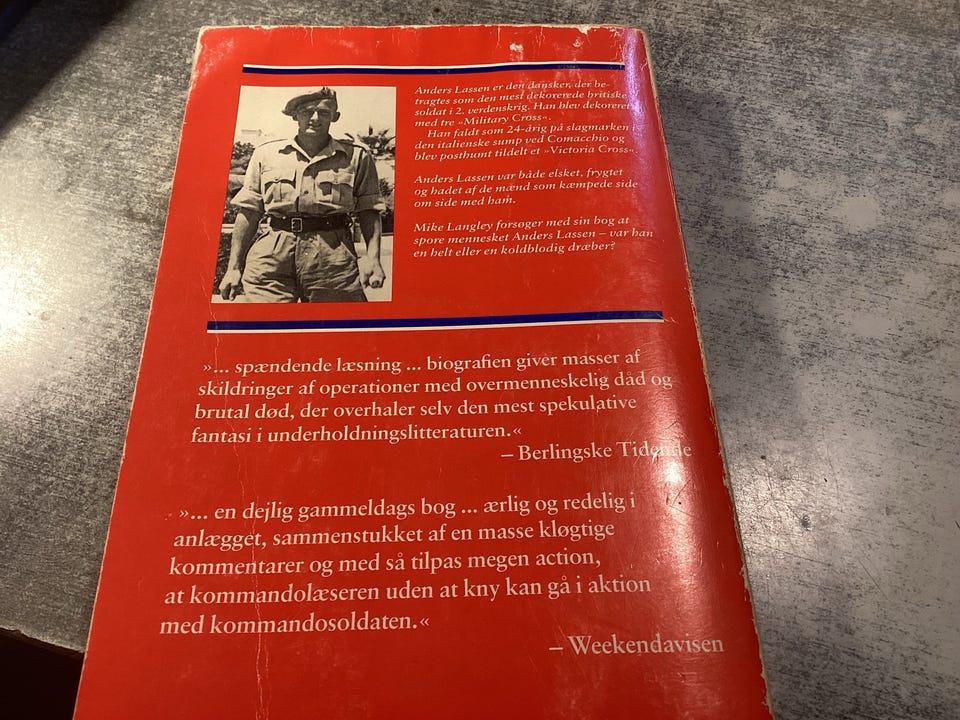 Anders Lassen er den dansker, der be-
tragtes som den mest dekorerede britiske
soldat i 2. verdenskrig. Han blev dekoreret
med tre »Military Cross«.
Han faldt som 24-årig på slagmarken i
den italienske sump ved Comacchio og
blev posthumt tildelt et »Victoria Cross«.
Anders Lassen var både elsket, frygtet
og hadet af de mænd som kæmpede side
om side med ham.
Mike Langley forsøger med sin bog at
spore mennesket Anders Lassen – var han
en helt eller en koldblodig dræber?
»... spændende læsning ... biografien giver masser af
skildringer af operationer med overmenneskelig dåd og
brutal død, der overhaler selv den mest spekulative
fantasi i underholdningslitteraturen.«
– Berlingske Tidende
»... en dejlig gammeldags bog ... ærlig og redelig i
anlægget, sammenstukket af en masse kløgtige
kommentarer og med så tilpas megen action,
at kommandolæseren uden at kny kan gå i aktion
med kommandosoldaten.«
– Weekendavisen